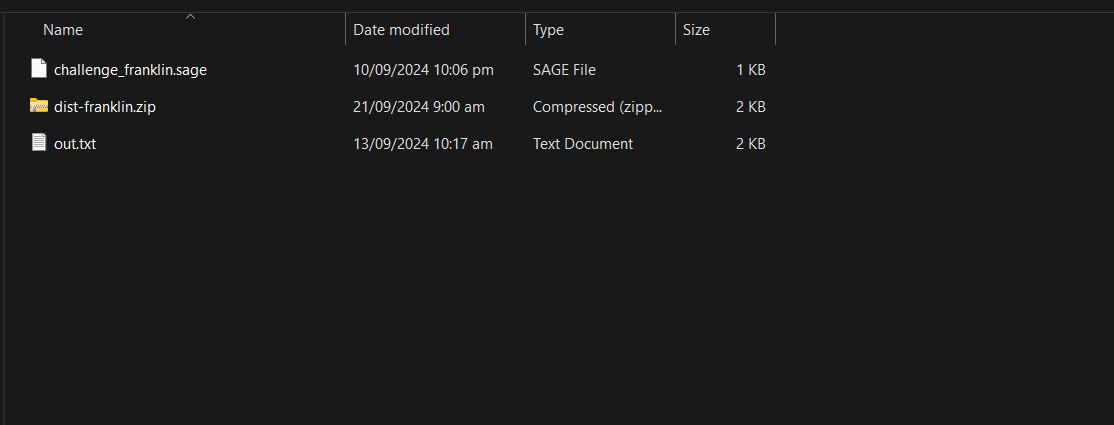 Name Date modified Type Size
challenge_franklin.sage 10/09/2024 10:06 pm SAGE File 1 KB
dist-franklin.zip 21/09/2024 9:00 am Compressed (zipp... 2 KB
out.txt 13/09/2024 10:17 am Text Document 2 KB